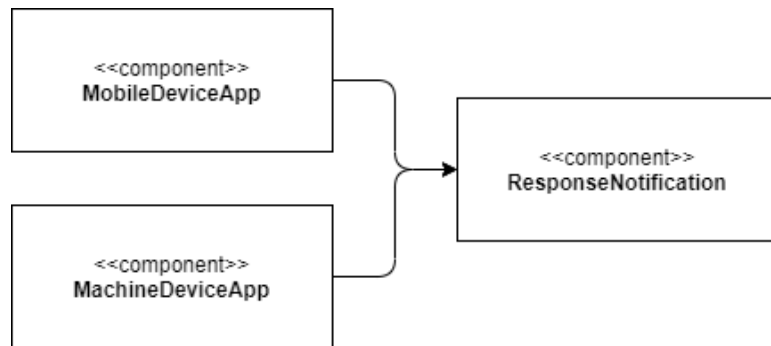 <<component>>
MobileDeviceApp
<<component>>
ResponseNotification
<<component>>
MachineDeviceApp